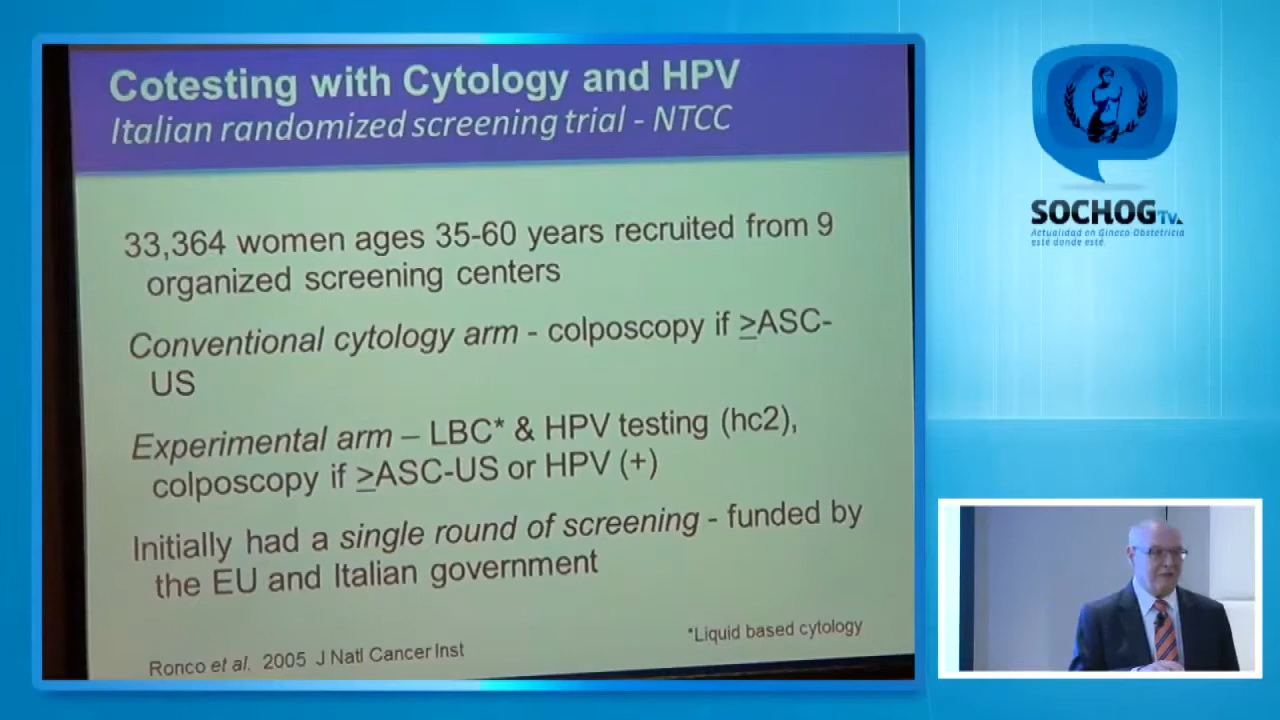 Cotesting with Cytology and HPV
Italian randomized screening trial - NTCC
33,364 women ages 35-60 years recruited from 9
organized screening centers
Conventional cytology arm - colposcopy if ≥ASC-
US
Experimental arm – LBC* & HPV testing (hc2),
colposcopy if ≥ASC-US or HPV (+)
Initially had a single round of screening - funded by
the EU and Italian government
*Liquid based cytology
Ronco et al. 2005 J Natl Cancer Inst
SOCHOG Tv.
Actualidad en Gineco-Obstetricia
esté donde esté.